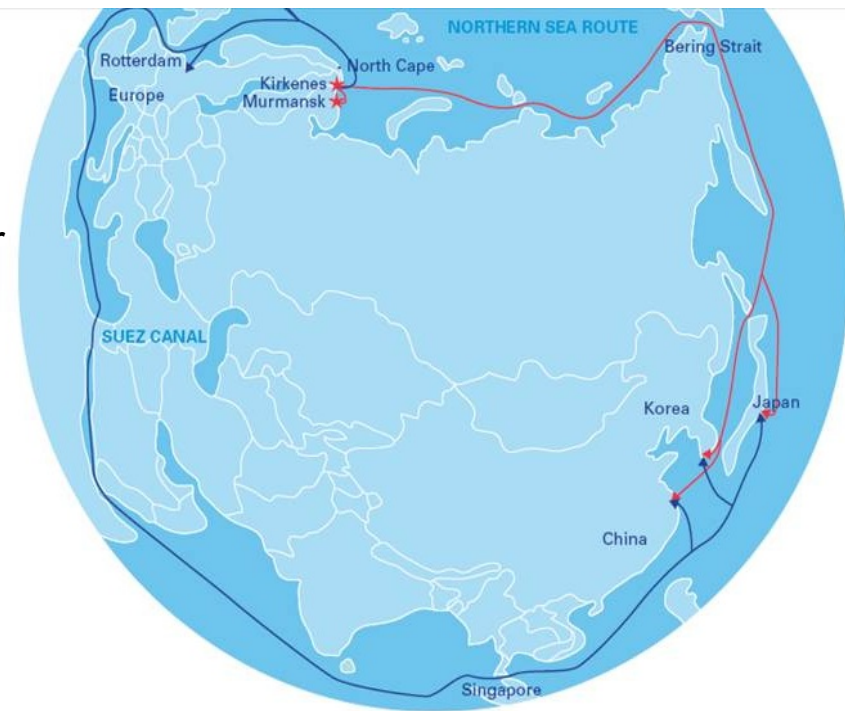 NORTHERN SEA ROUTE
Bering Strait
Rotterdam
North Cape
Kirkenes
Europe
Murmansk
SUEZ CANAL
Japan
Korea
China
Singapore